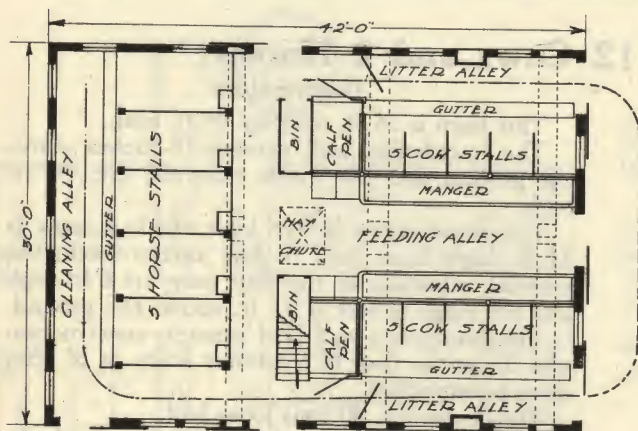 42'-0"
LITTER ALLEY
GUTTER
BIN
CALF PEN
5 COW STALLS
MANGER
30'-0"
CLEANING ALLEY
GUTTER
5 HORSE STALLS
HAY
CHUTE
FEEDING ALLEY
MANGER
BIN
CALF PEN
5 COW STALLS
GUTTER
LITTER ALLEY